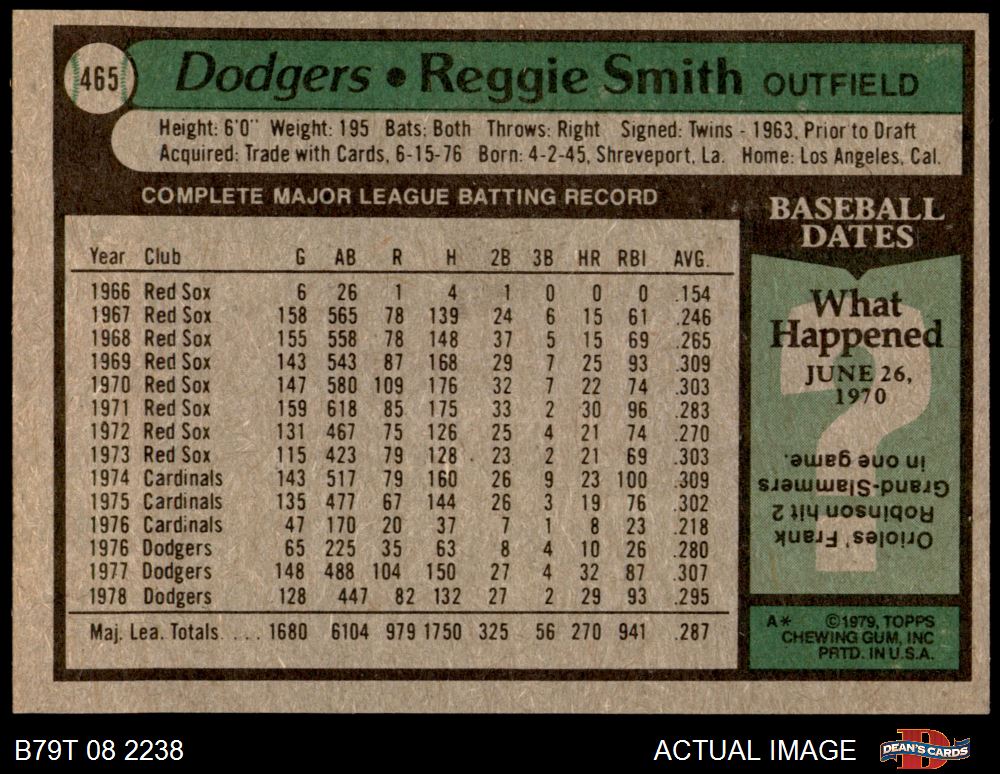 465 Dodgers • Reggie Smith OUTFIELD
Height: 6'0" Weight: 195 Bats: Both Throws: Right Signed: Twins - 1963, Prior to Draft
Acquired: Trade with Cards, 6-15-76 Born: 4-2-45, Shreveport, La. Home: Los Angeles, Cal.
COMPLETE MAJOR LEAGUE BATTING RECORD
Year Club G AB R H 2B 3B HR RBI AVG.
1966 Red Sox 6 26 1 4 1 0 0 0 .154
1967 Red Sox 158 565 78 139 24 6 15 61 .246
1968 Red Sox 155 558 78 148 37 5 15 69 .265
1969 Red Sox 143 543 87 168 29 7 25 93 .309
1970 Red Sox 147 580 109 176 32 7 22 74 .303
1971 Red Sox 159 618 85 175 33 2 30 96 .283
1972 Red Sox 131 467 75 126 25 4 21 74 .270
1973 Red Sox 115 423 79 128 23 2 21 69 .303
1974 Cardinals 143 517 79 160 26 9 23 100 .309
1975 Cardinals 135 477 67 144 26 3 19 76 .302
1976 Cardinals 47 170 20 37 7 1 8 23 .218
1976 Dodgers 65 225 35 63 8 4 10 26 .280
1977 Dodgers 148 488 104 150 27 4 32 87 .307
1978 Dodgers 128 447 82 132 27 2 29 93 .295
Maj. Lea. Totals. . . . 1680 6104 979 1750 325 56 270 941 .287
BASEBALL
DATES
What
Happened
JUNE 26,
1970
Orioles' Frank
Robinson hit 2
Grand-Slammers
in one game.
A* ©1979, TOPPS
CHEWING GUM, INC
PRTD. IN U.S.A.
B79T 08 2238
ACTUAL IMAGE
DEAN'S CARDS